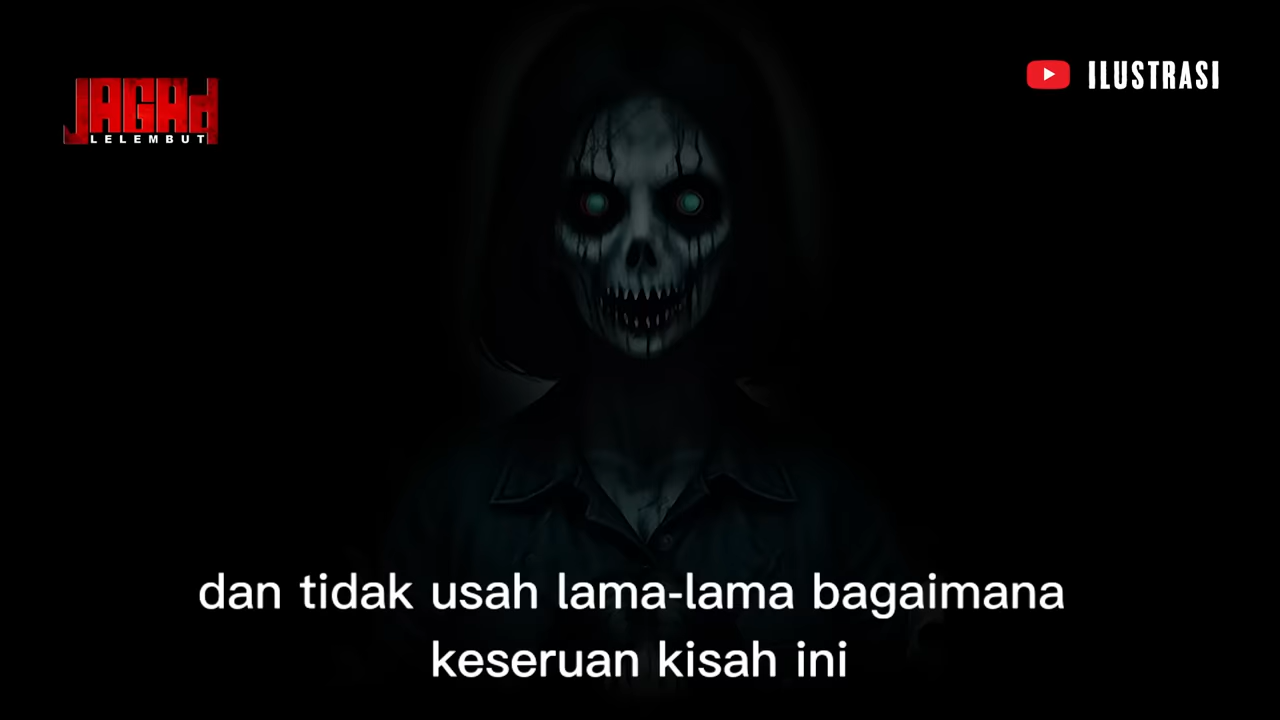 JAGAd
LELEMBUT
ILUSTRASI
dan tidak usah lama-lama bagaimana
keseruan kisah ini